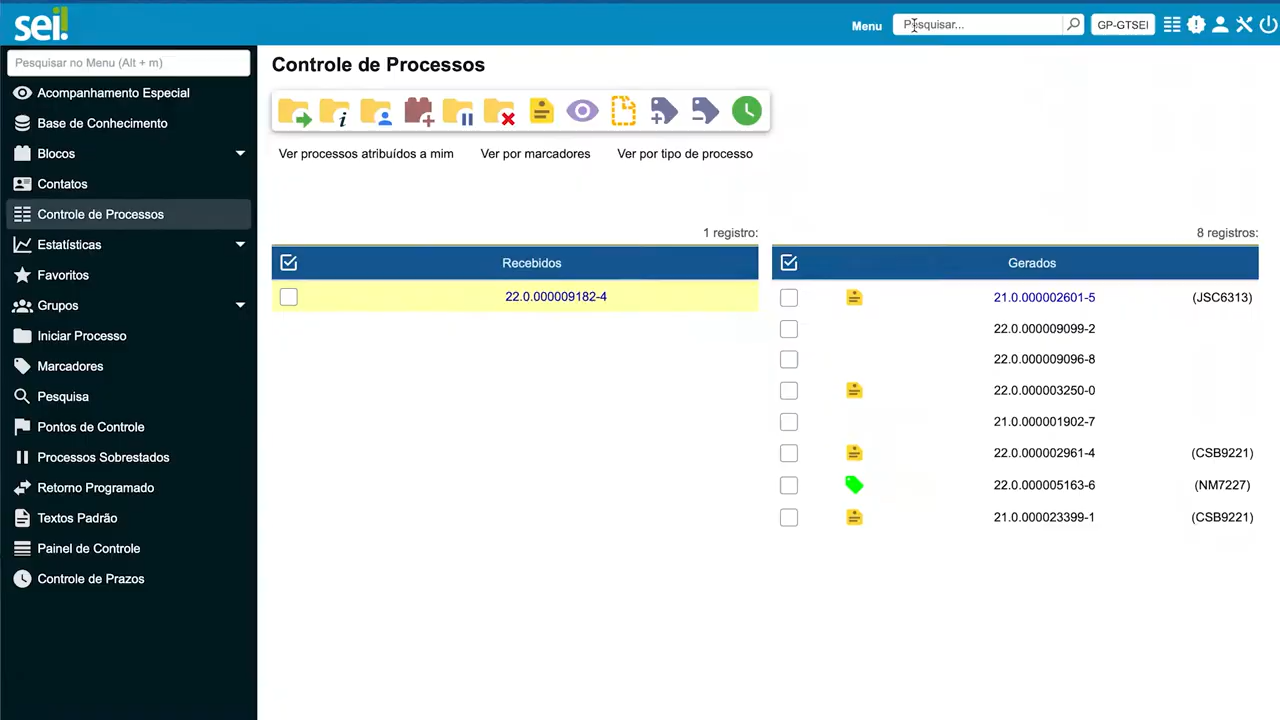 sei!
Menu
Pesquisar...
GP-GTSEI
Pesquisar no Menu (Alt + m)
Acompanhamento Especial
Base de Conhecimento
Blocos
Contatos
Controle de Processos
Estatísticas
Favoritos
Grupos
Iniciar Processo
Marcadores
Pesquisa
Pontos de Controle
Processos Sobrestados
Retorno Programado
Textos Padrão
Painel de Controle
Controle de Prazos
Controle de Processos
Ver processos atribuídos a mim Ver por marcadores Ver por tipo de processo
1 registro:
Recebidos
22.0.000009182-4
8 registros:
Gerados
21.0.000002601-5 (JSC6313)
22.0.000009099-2
22.0.000009096-8
22.0.000003250-0
21.0.000001902-7
22.0.000002961-4 (CSB9221)
22.0.000005163-6 (NM7227)
21.0.000023399-1 (CSB9221)